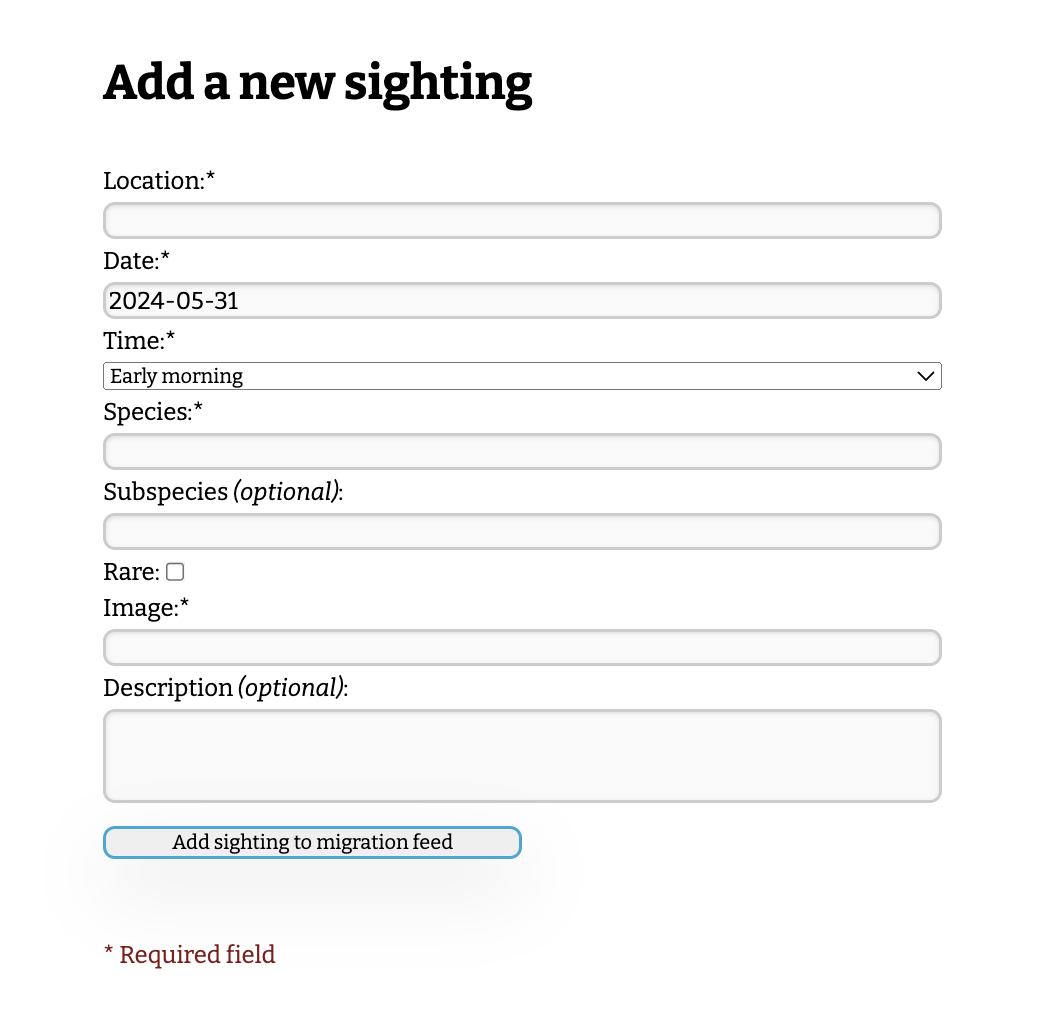 Add a new sighting
Location:*
Date:*
2024-05-31
Time:*
Early morning
Species:*
Subspecies (optional):
Rare:
Image:*
Description (optional):
Add sighting to migration feed
* Required field